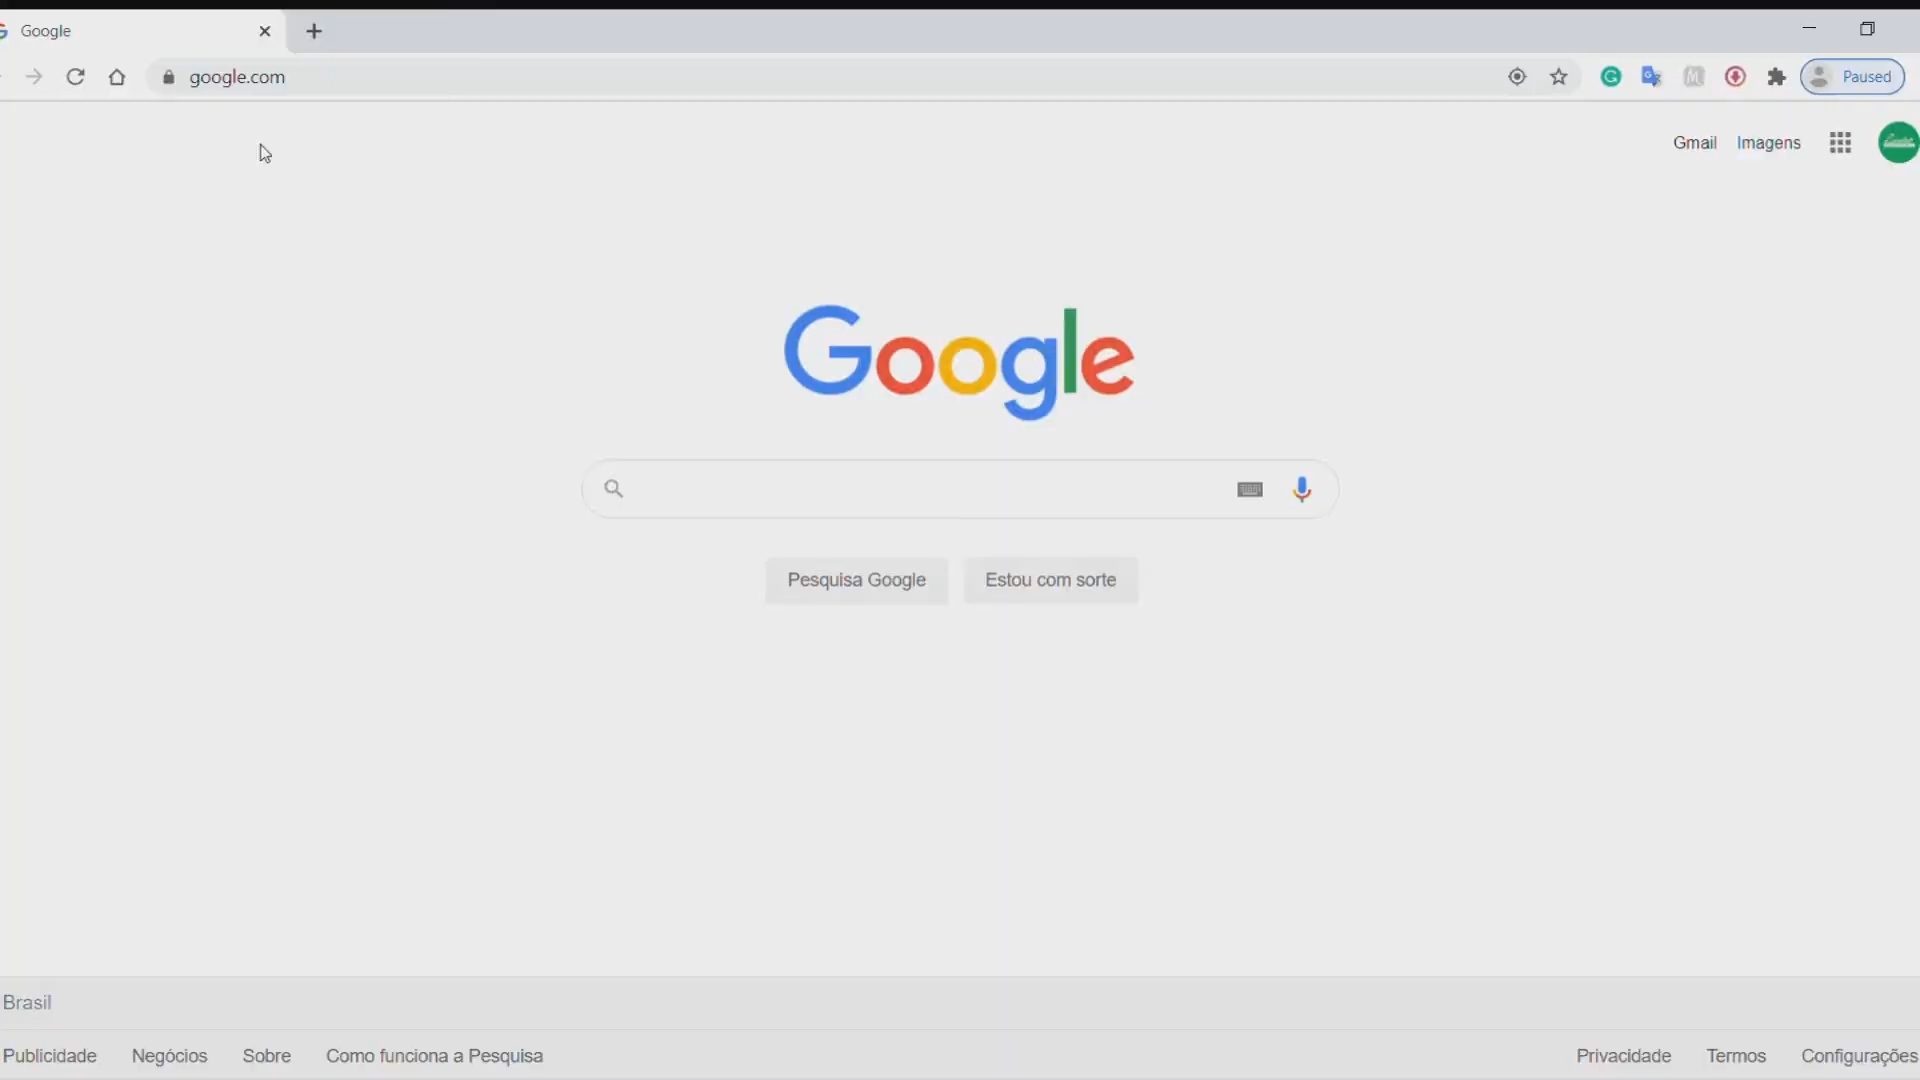 Google
google.com
Paused
Gmail Imagens
Google
Pesquisa Google Estou com sorte
Brasil
Publicidade Negócios Sobre Como funciona a Pesquisa Privacidade Termos Configurações